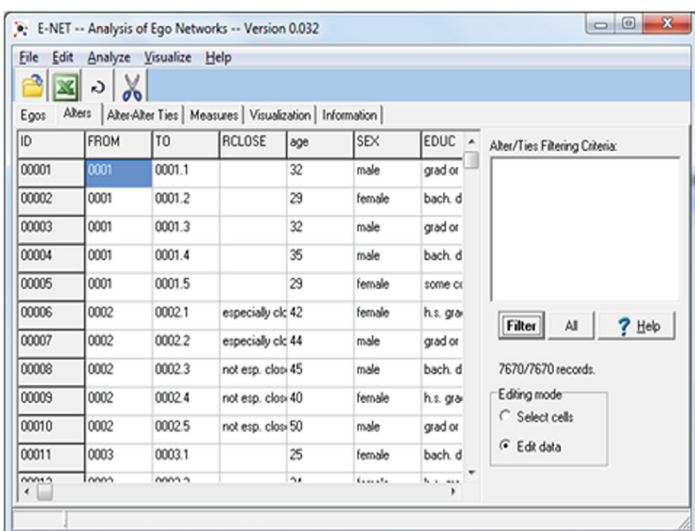 E-NET -- Analysis of Ego Networks -- Version 0.032
File Edit Analyze Visualize Help
Egos Alters Alter-Alter Ties Measures Visualization Information
ID FROM TO RCLOSE age SEX EDUC
00001 0001 0001.1 32 male grad or
00002 0001 0001.2 29 female bach. d
00003 0001 0001.3 32 male grad or
00004 0001 0001.4 35 male bach. d
00005 0001 0001.5 29 female some co
00006 0002 0002.1 especially clo 42 female h.s. gra
00007 0002 0002.2 especially clo 44 male grad or
00008 0002 0002.3 not esp. clos 45 male bach. d
00009 0002 0002.4 not esp. clos 40 female h.s. gra
00010 0002 0002.5 not esp. clos 50 male grad or
00011 0003 0003.1 25 female bach. d
Alter/Ties Filtering Criteria:
Filter All ? Help
7670/7670 records.
Editing mode
Select cells
Edit data